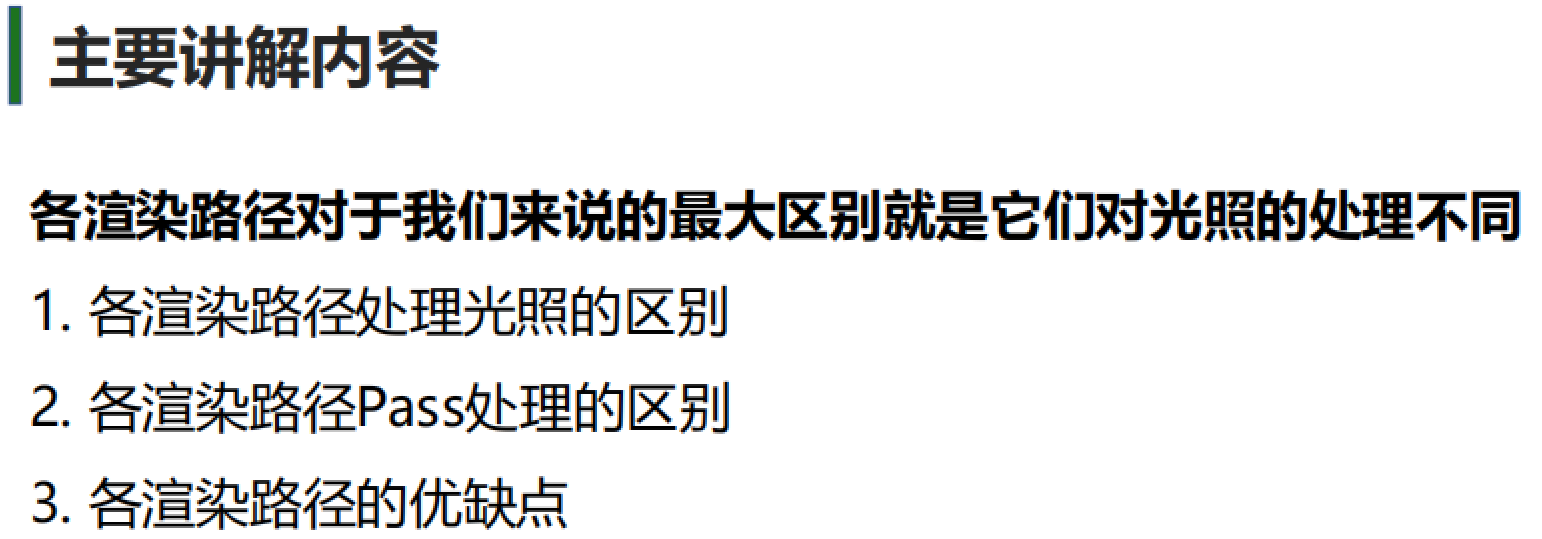 主要讲解内容
各渲染路径对于我们来说的最大区别就是它们对光照的处理不同
1. 各渲染路径处理光照的区别
2. 各渲染路径Pass处理的区别
3. 各渲染路径的优缺点